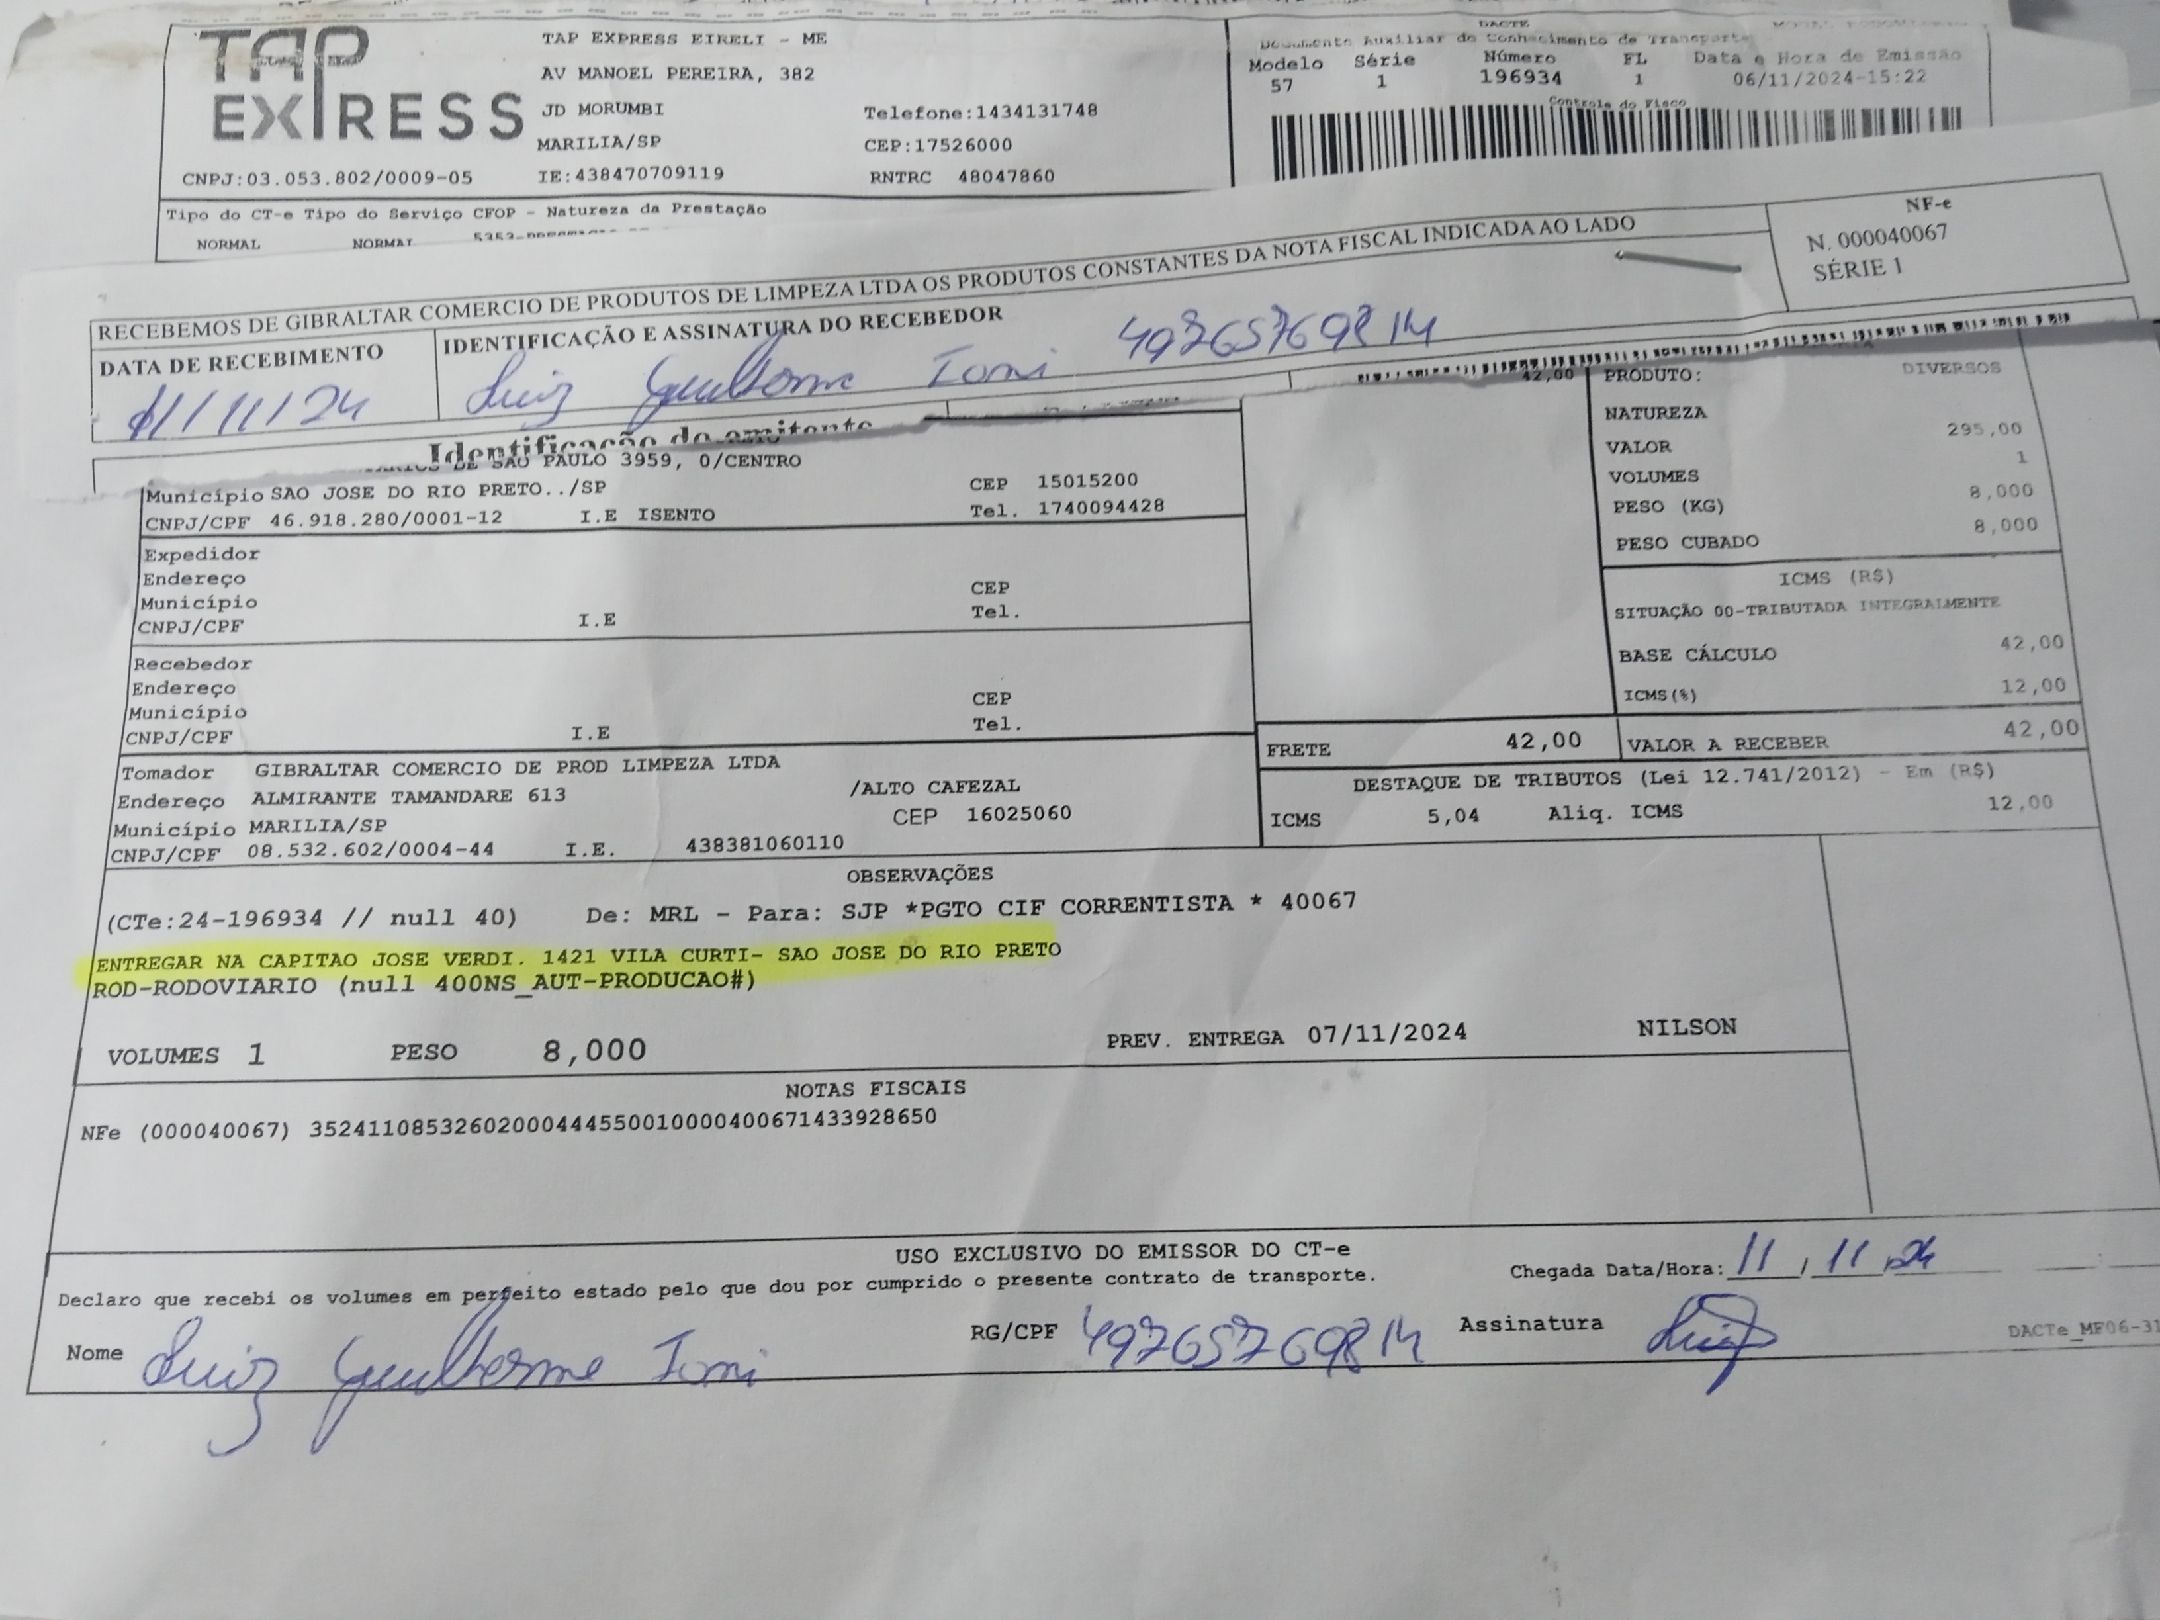 TAP EXPRESS
TAP EXPRESS EIRELI - ME
AV MANOEL PEREIRA, 382
JD MORUMBI Telefone:1434131748
MARILIA/SP CEP:17526000
CNPJ:03.053.802/0009-05 IE:438470709119 RNTRC 48047860
DACTE
Documento Auxiliar do Conhecimento de Transporte
Modelo Série Número FL Data e Hora de Emissão
57 1 196934 1 06/11/2024-15:22
Controle do Fisco
Tipo do CT-e Tipo do Serviço CFOP - Natureza da Prestação
NORMAL NORMAL
RECEBEMOS DE GIBRALTAR COMERCIO DE PRODUTOS DE LIMPEZA LTDA OS PRODUTOS CONSTANTES DA NOTA FISCAL INDICADA AO LADO
NF-e
N. 000040067
SÉRIE 1
DATA DE RECEBIMENTO IDENTIFICAÇÃO E ASSINATURA DO RECEBEDOR
11/11/24 Luiz Guilherme 49765769814
Identificação do emitente
DE SAO PAULO 3959, 0/CENTRO
Município SAO JOSE DO RIO PRETO../SP CEP 15015200
CNPJ/CPF 46.918.280/0001-12 I.E ISENTO Tel. 1740094428
Expedidor
Endereço CEP
Município Tel.
CNPJ/CPF I.E
Recebedor
Endereço CEP
Município Tel.
CNPJ/CPF I.E
Tomador GIBRALTAR COMERCIO DE PROD LIMPEZA LTDA
Endereço ALMIRANTE TAMANDARE 613 /ALTO CAFEZAL
Município MARILIA/SP CEP 16025060
CNPJ/CPF 08.532.602/0004-44 I.E. 438381060110
42,00
PRODUTO: DIVERSOS
NATUREZA
VALOR 295,00
VOLUMES 1
PESO (KG) 8,000
PESO CUBADO 8,000
ICMS (R$)
SITUAÇÃO 00-TRIBUTADA INTEGRALMENTE
BASE CÁLCULO 42,00
ICMS(%) 12,00
FRETE 42,00 VALOR A RECEBER 42,00
DESTAQUE DE TRIBUTOS (Lei 12.741/2012) - Em (R$)
ICMS 5,04 Aliq. ICMS 12,00
OBSERVAÇÕES
(CTe:24-196934 // null 40) De: MRL - Para: SJP *PGTO CIF CORRENTISTA * 40067
ENTREGAR NA CAPITAO JOSE VERDI. 1421 VILA CURTI- SAO JOSE DO RIO PRETO
ROD-RODOVIARIO (null 400NS_AUT-PRODUCAO#)
VOLUMES 1 PESO 8,000 PREV. ENTREGA 07/11/2024 NILSON
NOTAS FISCAIS
NFe (000040067) 35241108532602000444550010000400671433928650
USO EXCLUSIVO DO EMISSOR DO CT-e
Declaro que recebi os volumes em perfeito estado pelo que dou por cumprido o presente contrato de transporte. Chegada Data/Hora: 11/11/24
Nome Luiz Guilherme RG/CPF 49765769814 Assinatura Luiz
DACTe_MF06-31